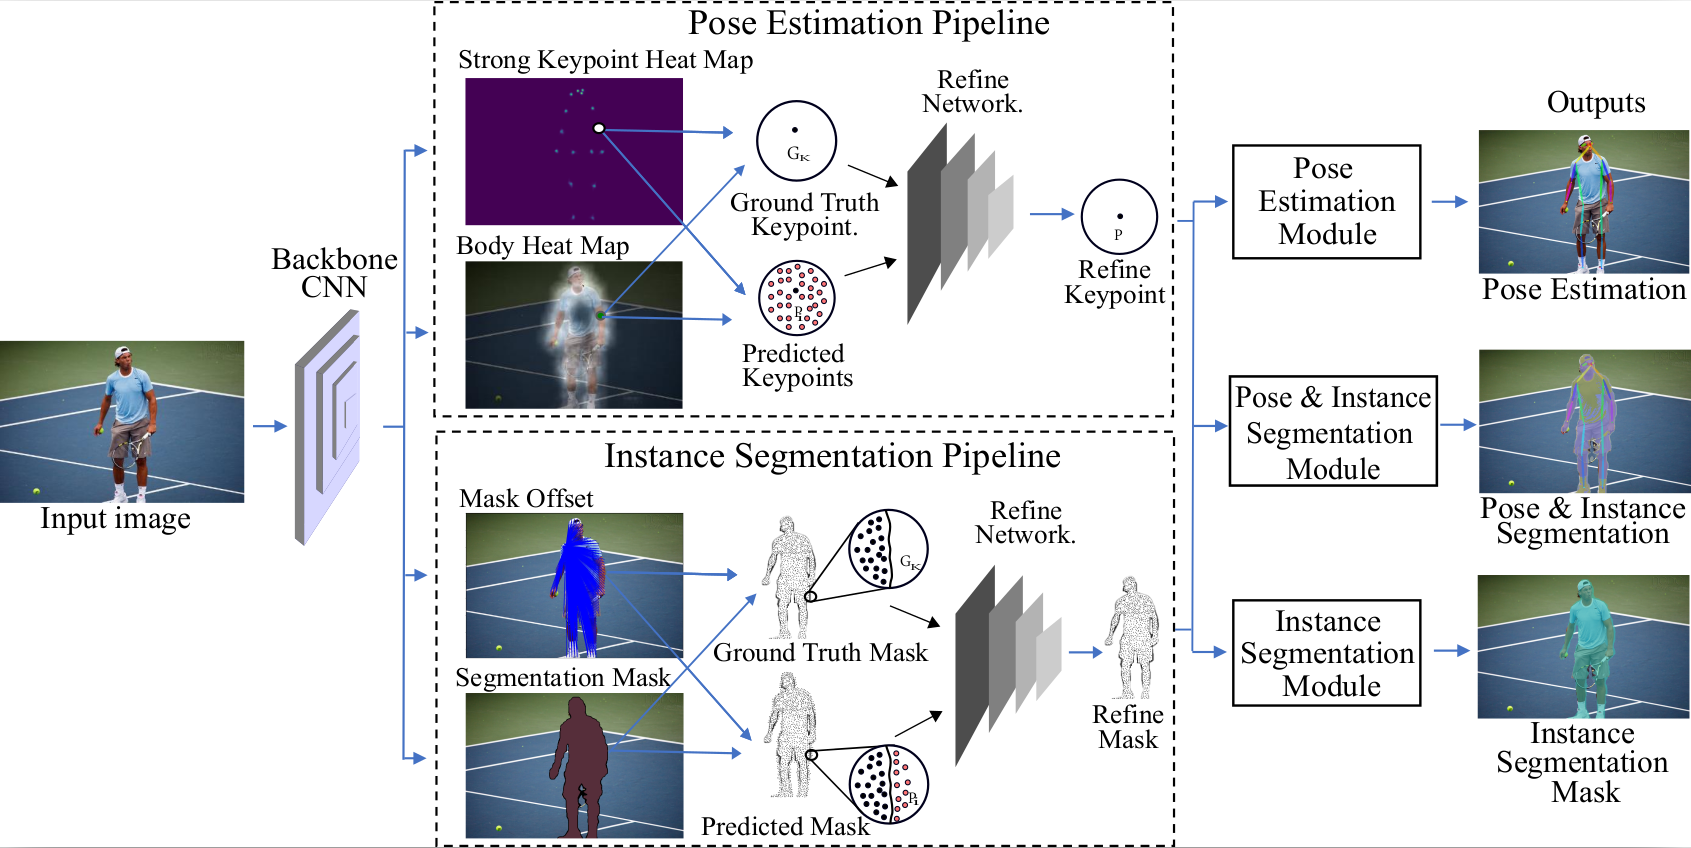 Pose Estimation Pipeline
Strong Keypoint Heat Map
Refine
Network.
G_K
Ground Truth
Keypoint.
Body Heat Map
P_i
Predicted
Keypoints
P
Refine
Keypoint
Backbone
CNN
Input image
Instance Segmentation Pipeline
Mask Offset
Refine
Network.
G_K
Ground Truth Mask
Segmentation Mask
P_i
Predicted Mask
Refine
Mask
Outputs
Pose
Estimation
Module
Pose Estimation
Pose & Instance
Segmentation
Module
Pose & Instance
Segmentation
Instance
Segmentation
Module
Instance
Segmentation
Mask